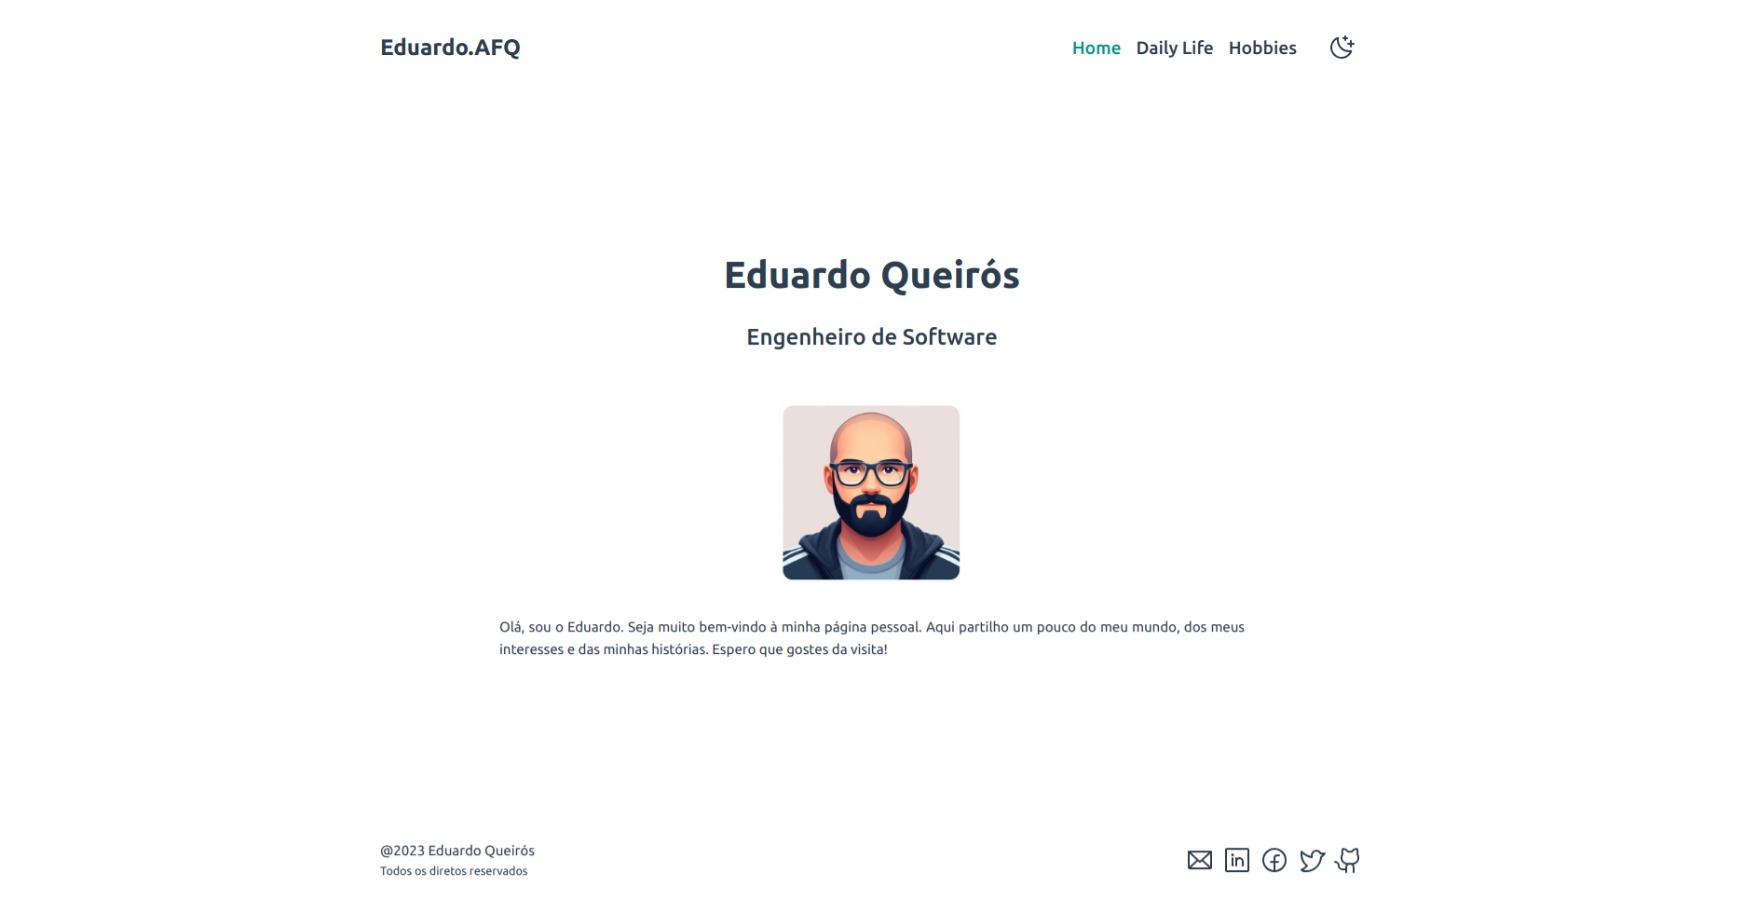 Eduardo.AFQ
Home Daily Life Hobbies
Eduardo Queirós
Engenheiro de Software
Olá, sou o Eduardo. Seja muito bem-vindo à minha página pessoal. Aqui partilho um pouco do meu mundo, dos meus
interesses e das minhas histórias. Espero que gostes da visita!
@2023 Eduardo Queirós
Todos os diretos reservados
in